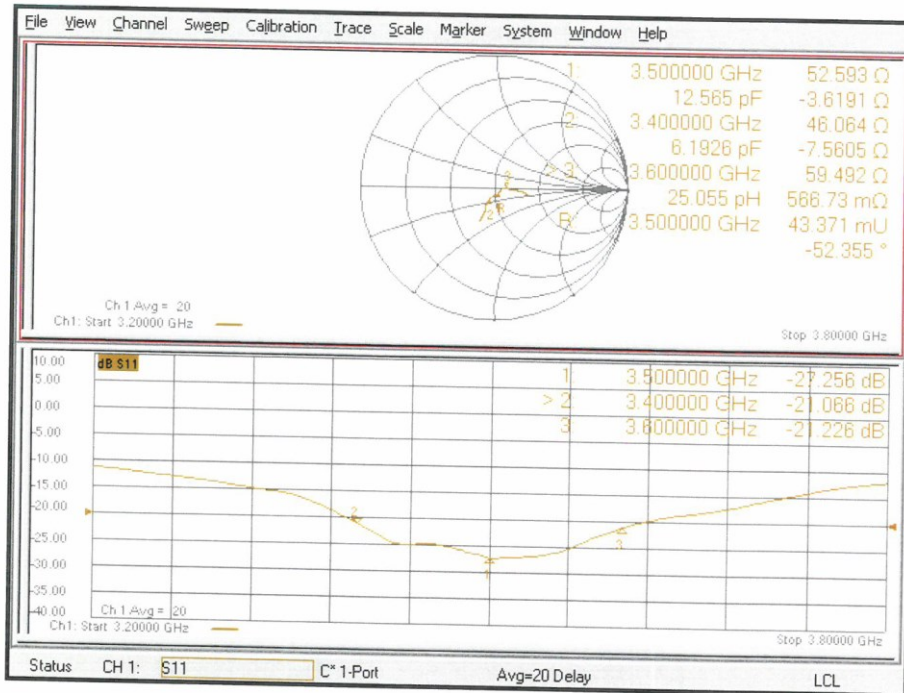 File View Channel Sweep Calibration Trace Scale Marker System Window Help
1: 3.500000 GHz 52.593 Ω
12.565 pF -3.6191 Ω
2: 3.400000 GHz 46.064 Ω
6.1926 pF -7.5605 Ω
> 3: 3.600000 GHz 59.492 Ω
25.055 pH 566.73 mΩ
R: 3.500000 GHz 43.371 mU
-52.355 °
3
2 R
Ch 1 Avg = 20
Ch1: Start 3.20000 GHz
Stop 3.80000 GHz
10.00 dB S11
1: 3.500000 GHz -27.256 dB
> 2: 3.400000 GHz -21.066 dB
3: 3.600000 GHz -21.226 dB
5.00
0.00
-5.00
-10.00
-15.00
-20.00
-25.00
-30.00
-35.00
-40.00
2
1
3
Ch 1 Avg = 20
Ch1: Start 3.20000 GHz
Stop 3.80000 GHz
Status CH 1: S11 C* 1-Port Avg=20 Delay LCL